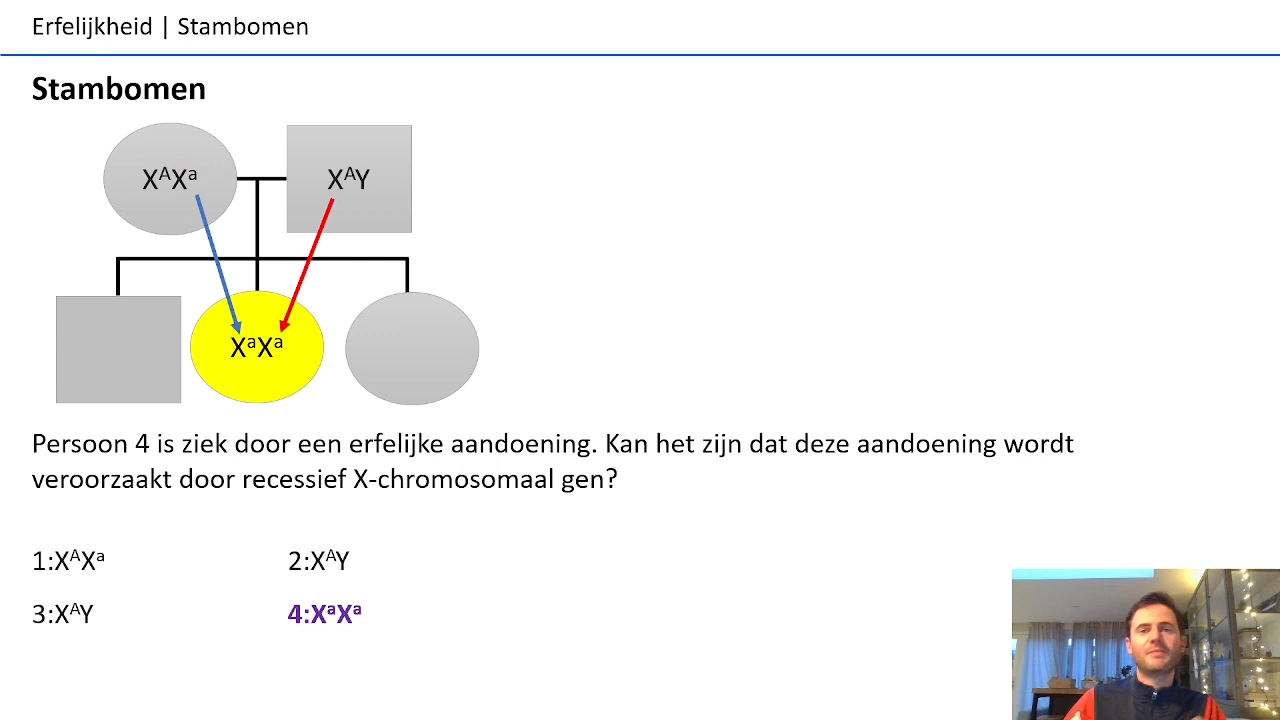 Erfelijkheid | Stambomen
Stambomen
XᴬXᵃ XᴬY
XᵃXᵃ
Persoon 4 is ziek door een erfelijke aandoening. Kan het zijn dat deze aandoening wordt
veroorzaakt door recessief X-chromosomaal gen?
1:XᴬXᵃ 2:XᴬY
3:XᴬY 4:XᵃXᵃ